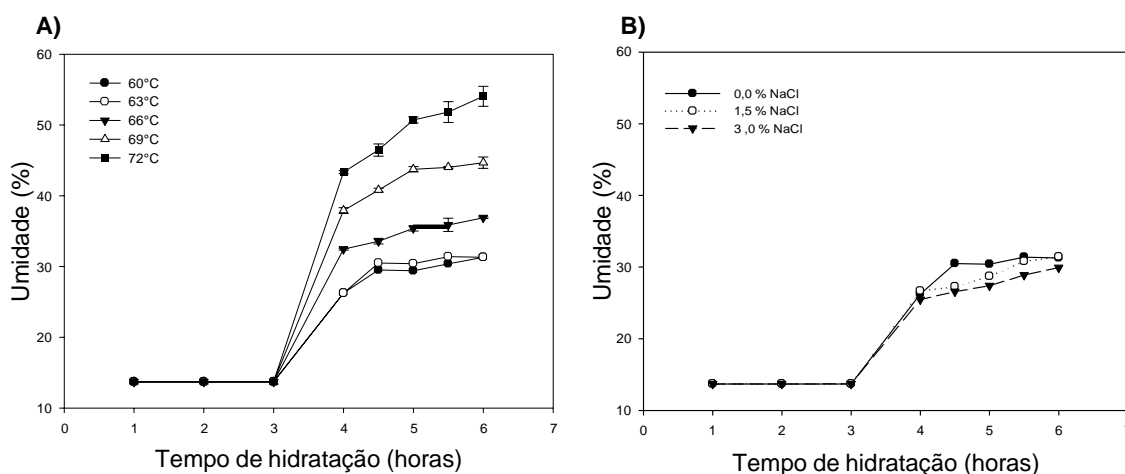 A)
60
50
40
30
20
10
Umidade (%)
60°C
63°C
66°C
69°C
72°C
0 1 2 3 4 5 6 7
Tempo de hidratação (horas)
B)
60
50
40
30
20
10
Umidade (%)
0,0 % NaCl
1,5 % NaCl
3 ,0 % NaCl
0 1 2 3 4 5 6 7
Tempo de hidratação (horas)